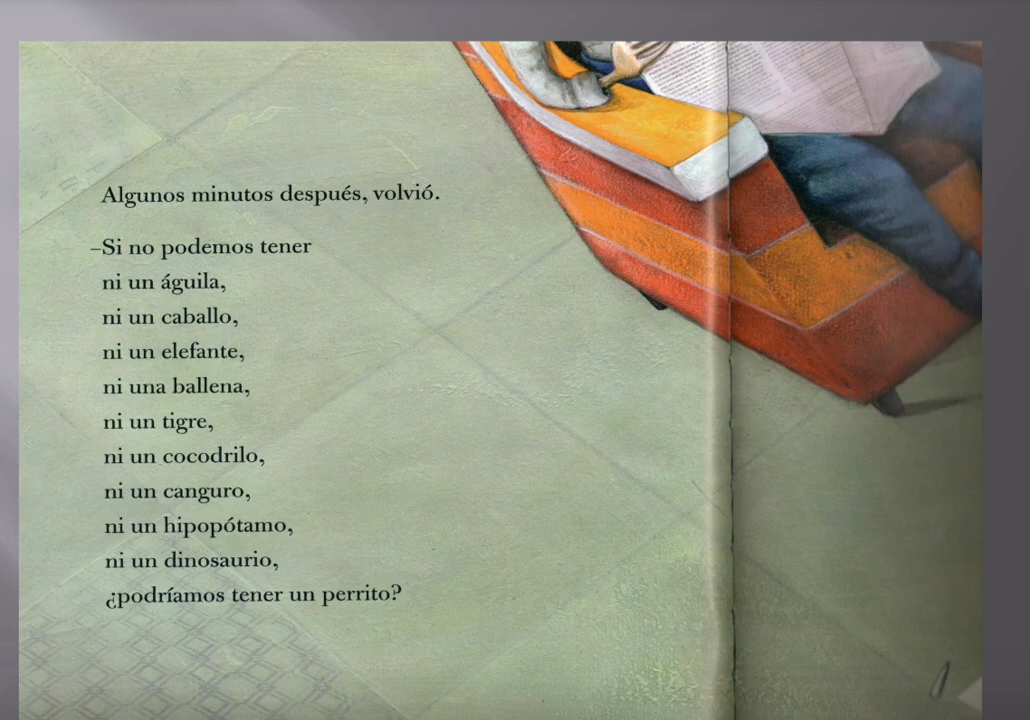 Algunos minutos después, volvió.
–Si no podemos tener
ni un águila,
ni un caballo,
ni un elefante,
ni una ballena,
ni un tigre,
ni un cocodrilo,
ni un canguro,
ni un hipopótamo,
ni un dinosaurio,
¿podríamos tener un perrito?